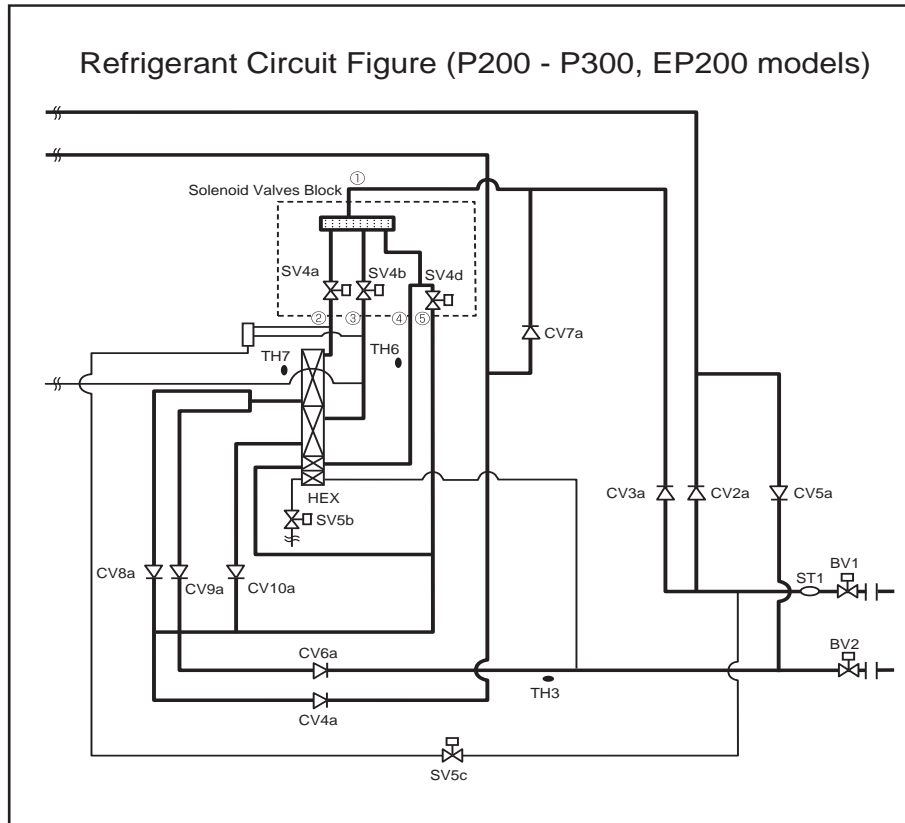 Refrigerant Circuit Figure (P200 - P300, EP200 models)
①
Solenoid Valves Block
SV4a
SV4b
SV4d
②
③
④
⑤
CV7a
TH7
TH6
HEX
SV5b
CV3a
CV2a
CV5a
CV8a
CV9a
CV10a
ST1
BV1
CV6a
BV2
TH3
CV4a
SV5c